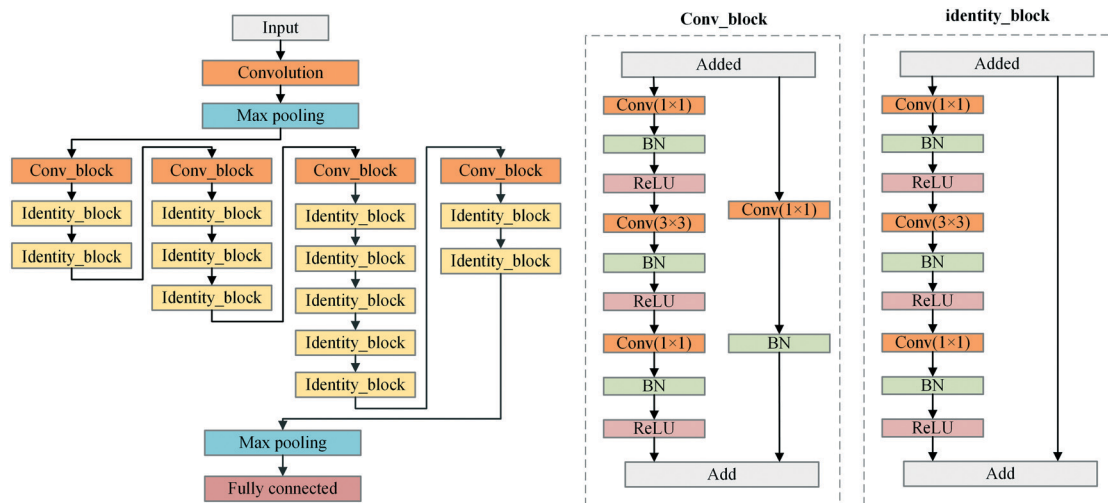 Input
Convolution
Max pooling
Conv_block
Identity_block
Identity_block
Conv_block
Identity_block
Identity_block
Identity_block
Conv_block
Identity_block
Identity_block
Identity_block
Identity_block
Identity_block
Conv_block
Identity_block
Identity_block
Max pooling
Fully connected
Conv_block
Added
Conv(1×1)
BN
ReLU
Conv(3×3)
BN
ReLU
Conv(1×1)
BN
ReLU
Conv(1×1)
BN
Add
identity_block
Added
Conv(1×1)
BN
ReLU
Conv(3×3)
BN
ReLU
Conv(1×1)
BN
ReLU
Add